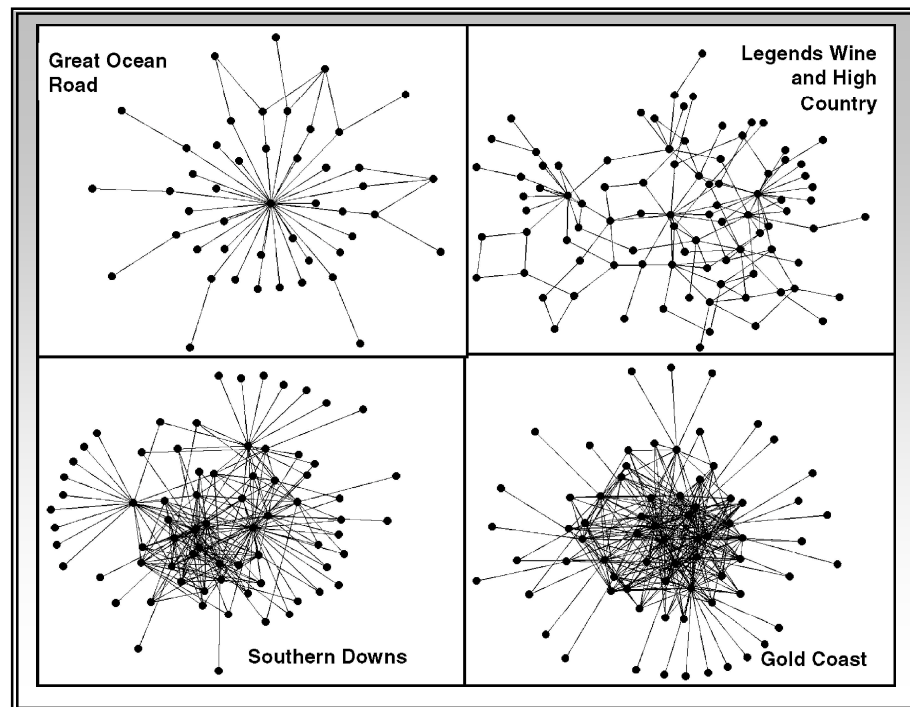 Great Ocean
Road
Legends Wine
and High
Country
Southern Downs
Gold Coast